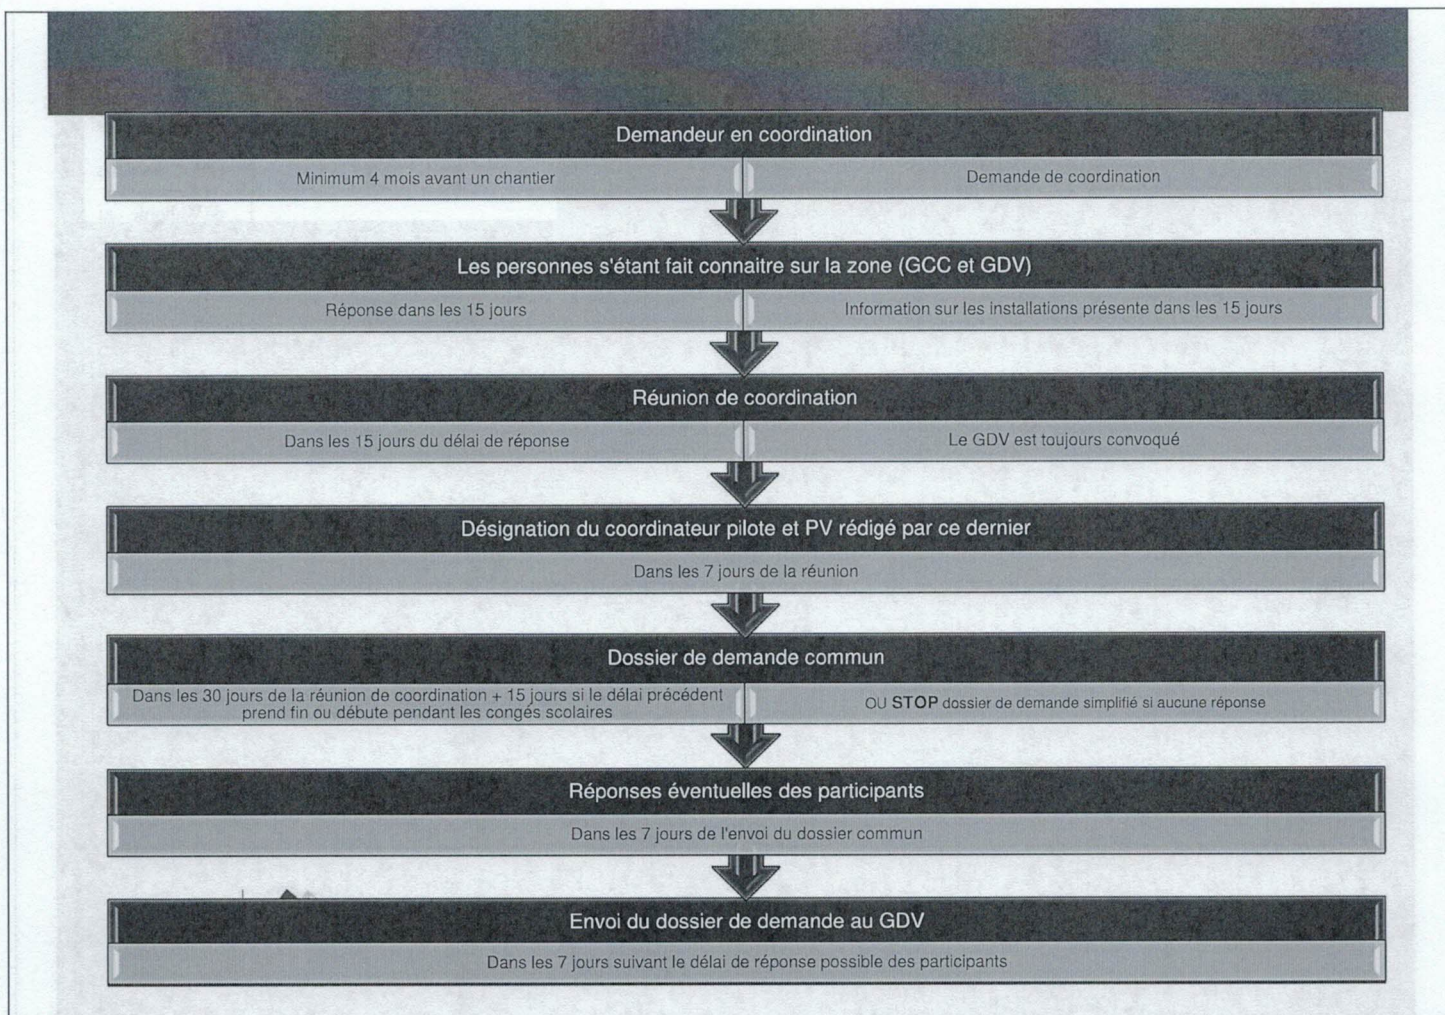 Demandeur en coordination
Minimum 4 mois avant un chantier
Demande de coordination
Les personnes s'étant fait connaitre sur la zone (GCC et GDV)
Réponse dans les 15 jours
Information sur les installations présente dans les 15 jours
Réunion de coordination
Dans les 15 jours du délai de réponse
Le GDV est toujours convoqué
Désignation du coordinateur pilote et PV rédigé par ce dernier
Dans les 7 jours de la réunion
Dossier de demande commun
Dans les 30 jours de la réunion de coordination + 15 jours si le délai précédent
prend fin ou débute pendant les congés scolaires
OU STOP dossier de demande simplifié si aucune réponse
Réponses éventuelles des participants
Dans les 7 jours de l'envoi du dossier commun
Envoi du dossier de demande au GDV
Dans les 7 jours suivant le délai de réponse possible des participants